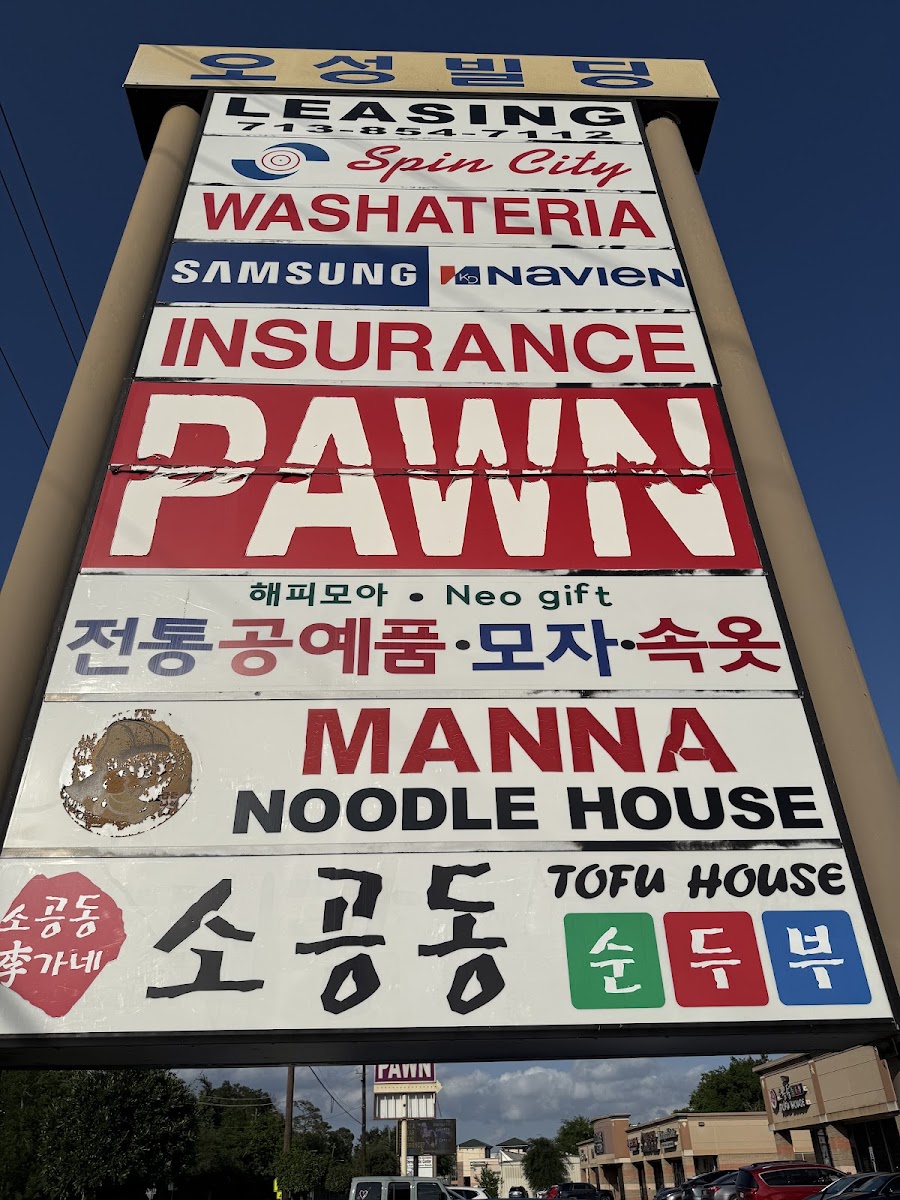 오성빌딩
LEASING
713-854-7112
Spin City
WASHATERIA
SAMSUNG KD NAVIEN
INSURANCE
PAWN
해피모아 • Neo gift
전통공예품•모자•속옷
MANNA
NOODLE HOUSE
소공동
李가네
소공동
TOFU HOUSE
순두부
PAWN
TOFU HOUSE